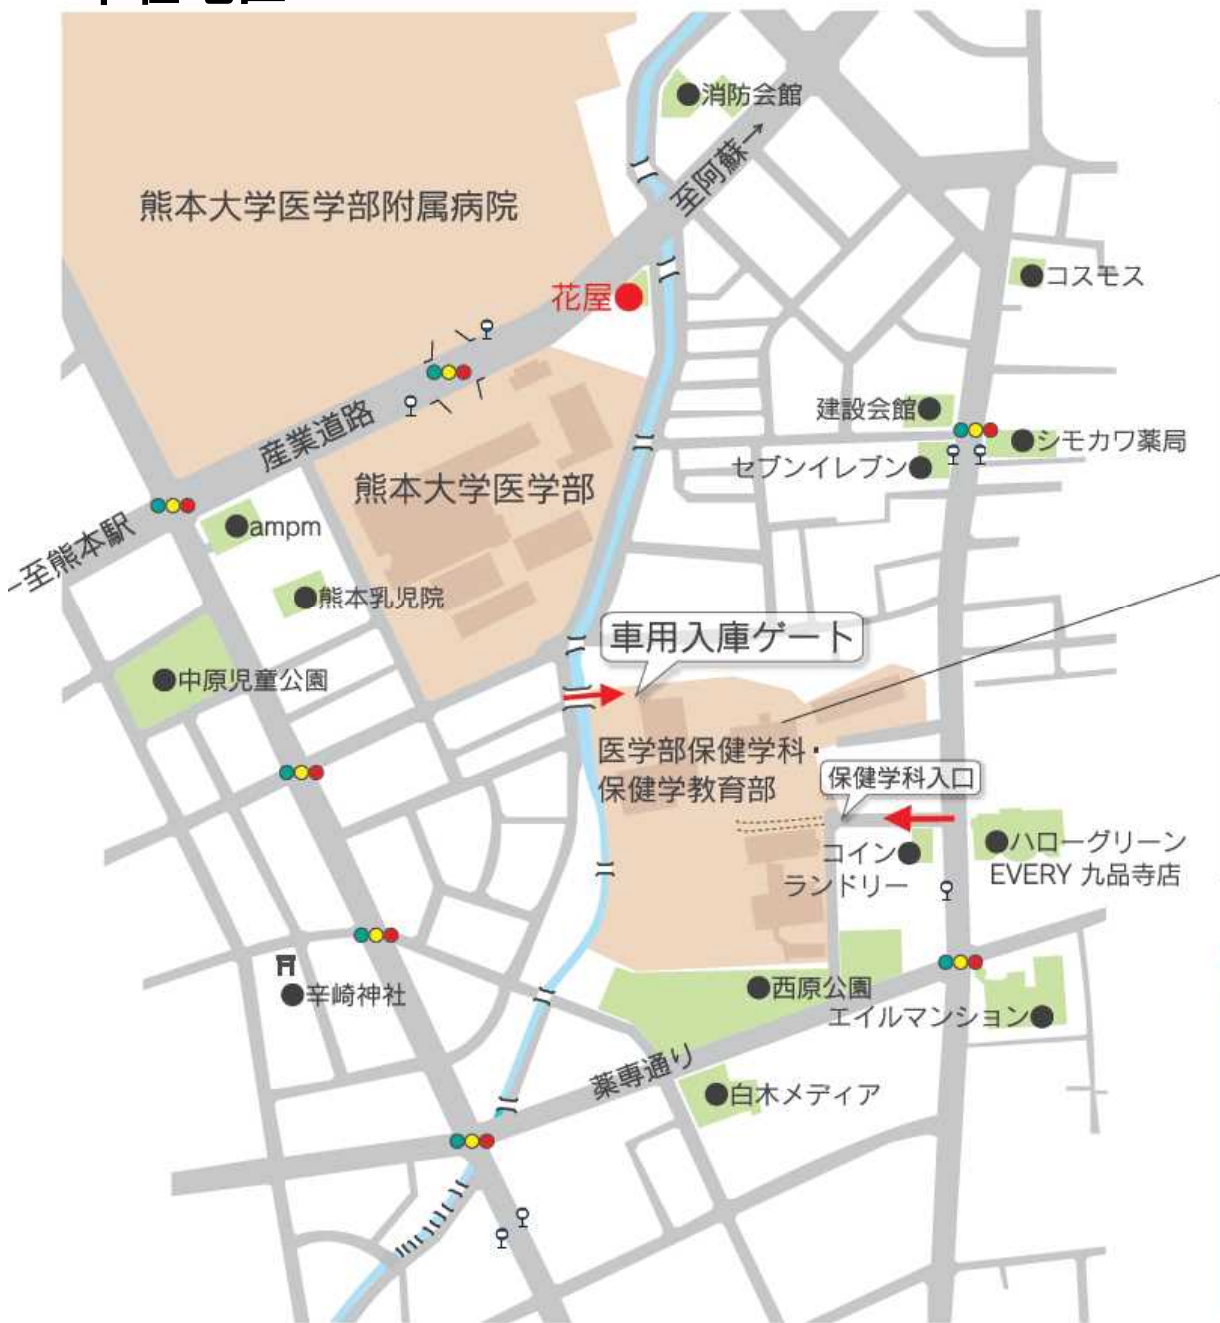 消防会館
至阿蘇→
熊本大学医学部附属病院
コスモス
花屋
建設会館
シモカワ薬局
セブンイレブン
産業道路
熊本大学医学部
ampm
至熊本駅
熊本乳児院
車用入庫ゲート
中原児童公園
医学部保健学科・
保健学教育部
保健学科入口
コイン
ランドリー
ハローグリーン
EVERY 九品寺店
西原公園
辛崎神社
エイルマンション
薬専通り
白木メディア